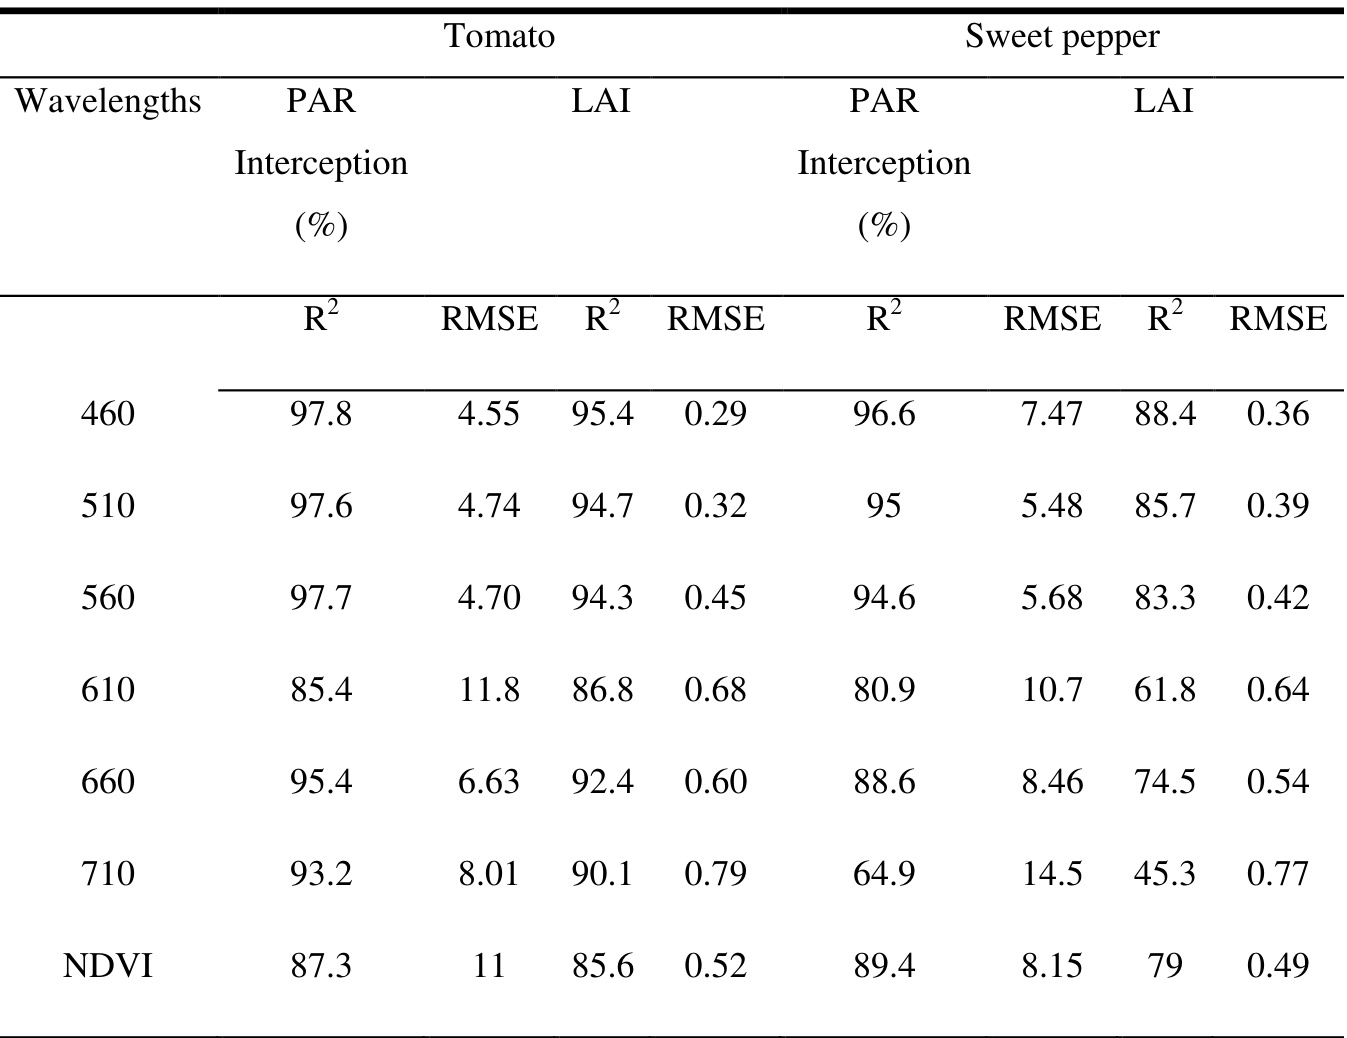 Tomato Sweet pepper
Wavelengths PAR LAI PAR LAI
Interception Interception
(%) (%)
R² RMSE R² RMSE R² RMSE R² RMSE
460 97.8 4.55 95.4 0.29 96.6 7.47 88.4 0.36
510 97.6 4.74 94.7 0.32 95 5.48 85.7 0.39
560 97.7 4.70 94.3 0.45 94.6 5.68 83.3 0.42
610 85.4 11.8 86.8 0.68 80.9 10.7 61.8 0.64
660 95.4 6.63 92.4 0.60 88.6 8.46 74.5 0.54
710 93.2 8.01 90.1 0.79 64.9 14.5 45.3 0.77
NDVI 87.3 11 85.6 0.52 89.4 8.15 79 0.49